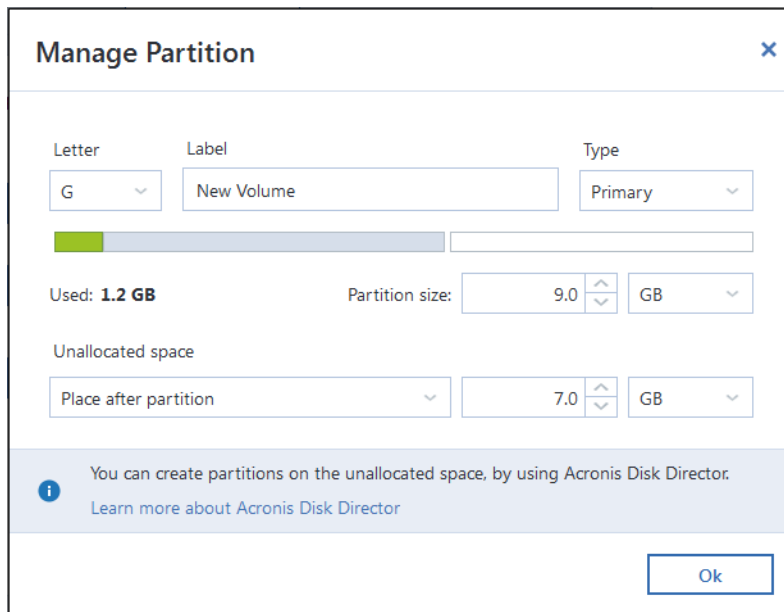 Manage Partition
Letter Label Type
G New Volume Primary
Used: 1.2 GB Partition size: 9.0 GB
Unallocated space
Place after partition 7.0 GB
You can create partitions on the unallocated space, by using Acronis Disk Director.
Learn more about Acronis Disk Director
Ok